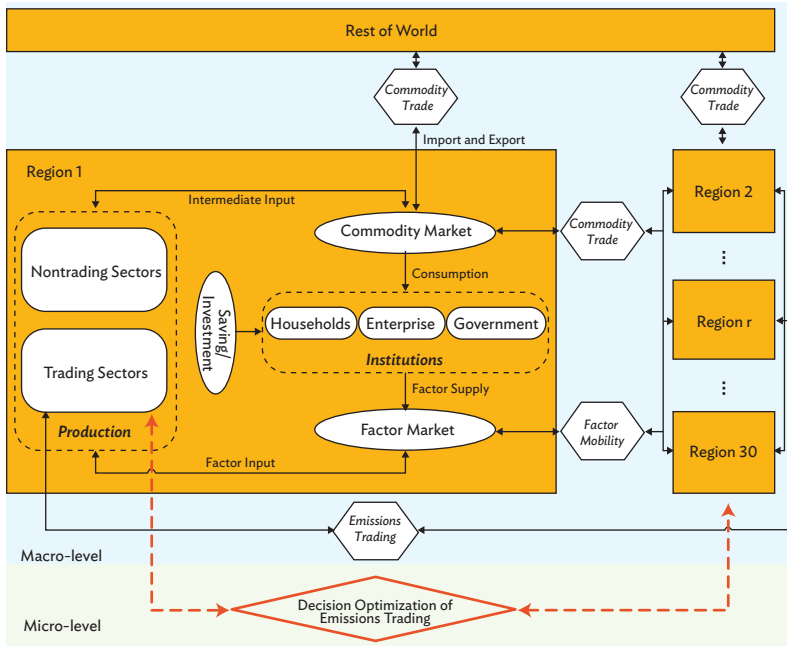 Rest of World
Commodity
Trade
Commodity
Trade
Import and Export
Region 1
Intermediate Input
Region 2
Commodity Market
Commodity
Trade
Nontrading Sectors
Consumption
⋮
Saving/
Investment
Households
Enterprise
Government
Region r
Institutions
Trading Sectors
Factor Supply
⋮
Production
Factor Market
Factor
Mobility
Region 30
Factor Input
Emissions
Trading
Macro-level
Decision Optimization of
Emissions Trading
Micro-level